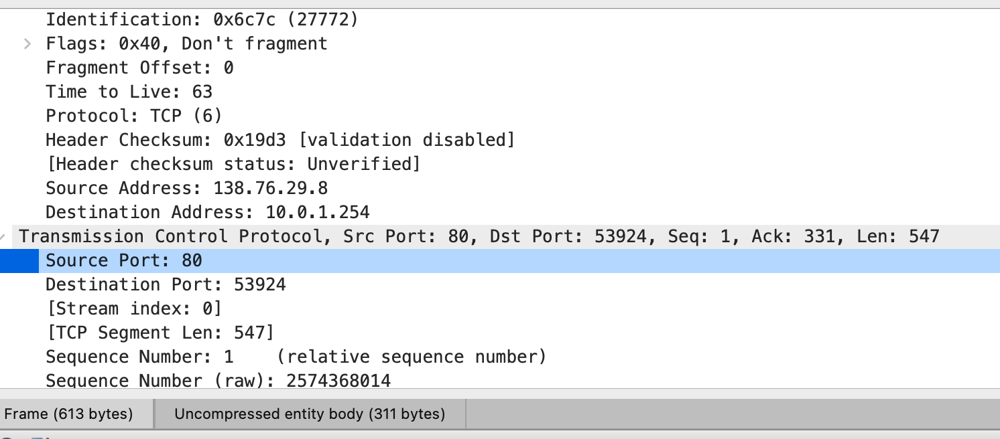 Identification: 0x6c7c (27772)
Flags: 0x40, Don't fragment
Fragment Offset: 0
Time to Live: 63
Protocol: TCP (6)
Header Checksum: 0x19d3 [validation disabled]
[Header checksum status: Unverified]
Source Address: 138.76.29.8
Destination Address: 10.0.1.254
Transmission Control Protocol, Src Port: 80, Dst Port: 53924, Seq: 1, Ack: 331, Len: 547
Source Port: 80
Destination Port: 53924
[Stream index: 0]
[TCP Segment Len: 547]
Sequence Number: 1    (relative sequence number)
Sequence Number (raw): 2574368014
Frame (613 bytes)
Uncompressed entity body (311 bytes)